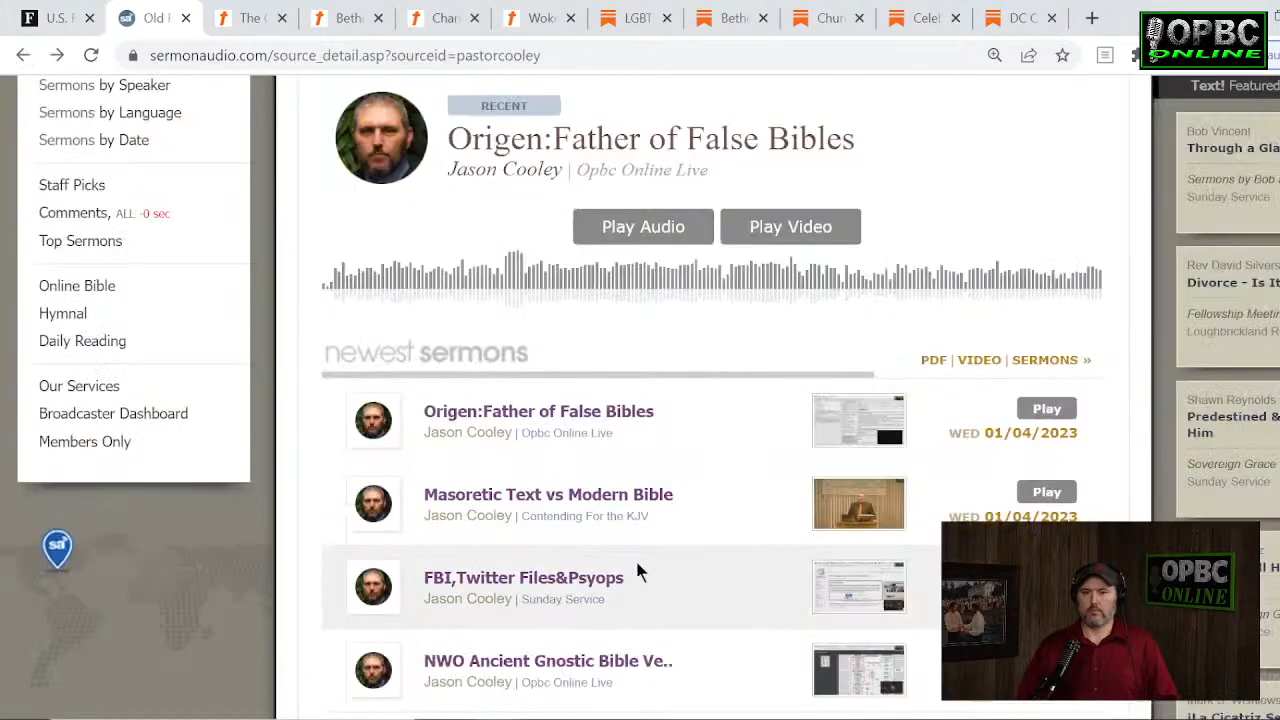 U.S. F
Old F
The C
Beth
Chur
Wok
LGBT
Beth
Chur
Celeb
DC C
sermonaudio.com/source_detail.asp?source
OPBC
ONLINE
Sermons by Speaker
Sermons by Language
Sermons by Date
Staff Picks
Comments, ALL -0 sec
Top Sermons
Online Bible
Hymnal
Daily Reading
Our Services
Broadcaster Dashboard
Members Only
sa
RECENT
Origen:Father of False Bibles
Jason Cooley | Opbc Online Live
Play Audio
Play Video
newest sermons
PDF | VIDEO | SERMONS »
Origen:Father of False Bibles
Jason Cooley | Opbc Online Live
Play
WED 01/04/2023
Masoretic Text vs Modern Bible
Jason Cooley | Contending For the KJV
Play
WED 01/04/2023
FBI,Twitter Files&Psyops
Cooley | Sunday Service
NWO Ancient Gnostic Bible Ve..
Jason Cooley | Opbc Online Live
Text! Featured
Bob Vincent
Through a Gla
Sermons by Bob
Sunday Service
Rev David Silvers
Divorce - Is It
Fellowship Meeting
Loughbrickland R
Shawn Reynolds
Predestined &
Him
Sovereign Grace
Sunday Service
OPBC
ONLINE